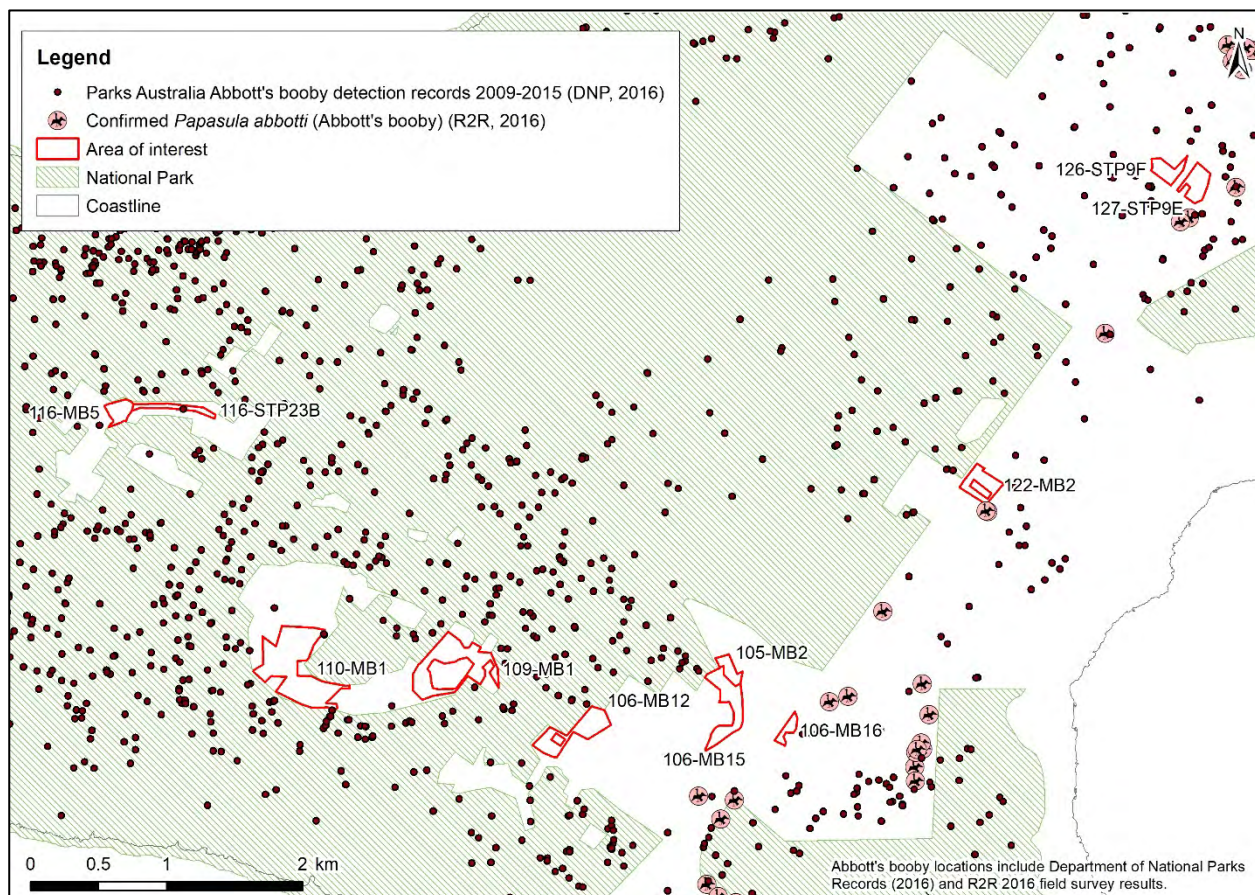 Legend
Parks Australia Abbott's booby detection records 2009-2015 (DNP, 2016)
Confirmed Papasula abbotti (Abbott's booby) (R2R, 2016)
Area of interest
National Park
Coastline
N
126-STP9F
127-STP9E
116-MB5
116-STP23B
122-MB2
105-MB2
110-MB1
109-MB1
106-MB12
106-MB16
106-MB15
0 0.5 1 2 km
Abbott's booby locations include Department of National Parks
Records (2016) and R2R 2016 field survey results.